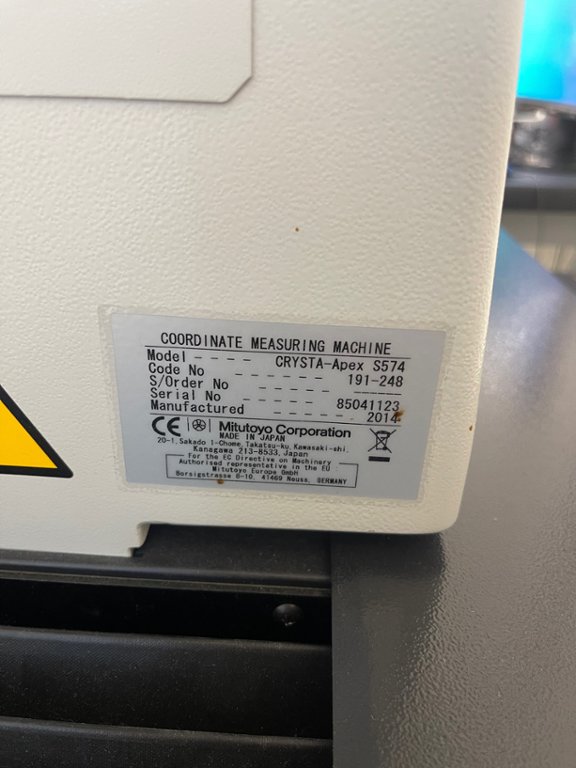 COORDINATE MEASURING MACHINE
Model - - - - CRYSTA-Apex S574
Code No - - - - - - 191-248
S/Order No - - - - - - - - - -
Serial No - - - - - 85041123
Manufactured - - - - - 2014
CE Mitutoyo Corporation
MADE IN JAPAN
20-1, Sakado 1-Chome, Takatsu-ku, Kawasaki-shi,
Kanagawa 213-8533, Japan
For the EC Directive on Machinery
Authorised representative in the EU
Mitutoyo Europe GmbH
Borsigstrasse 8-10, 41469 Neuss, GERMANY